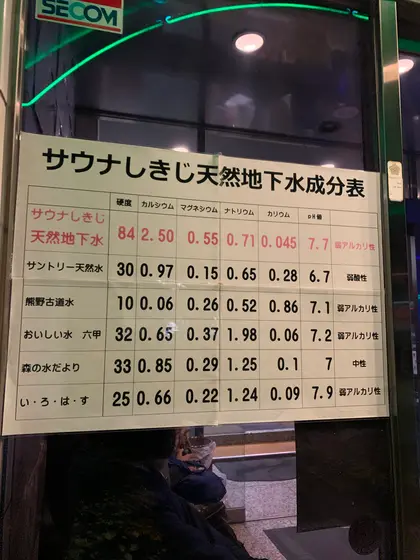 SECOM
サウナしきじ天然地下水成分表
硬度 カルシウム マグネシウム ナトリウム カリウム pH値
サウナしきじ
天然地下水 84 2.50 0.55 0.71 0.045 7.7 弱アルカリ性
サントリー天然水 30 0.97 0.15 0.65 0.28 6.7 弱酸性
熊野古道水 10 0.06 0.26 0.52 0.86 7.1 弱アルカリ性
おいしい水 六甲 32 0.65 0.37 1.98 0.06 7.2 弱アルカリ性
森の水だより 33 0.85 0.29 1.25 0.1 7 中性
い・ろ・は・す 25 0.66 0.22 1.24 0.09 7.9 弱アルカリ性